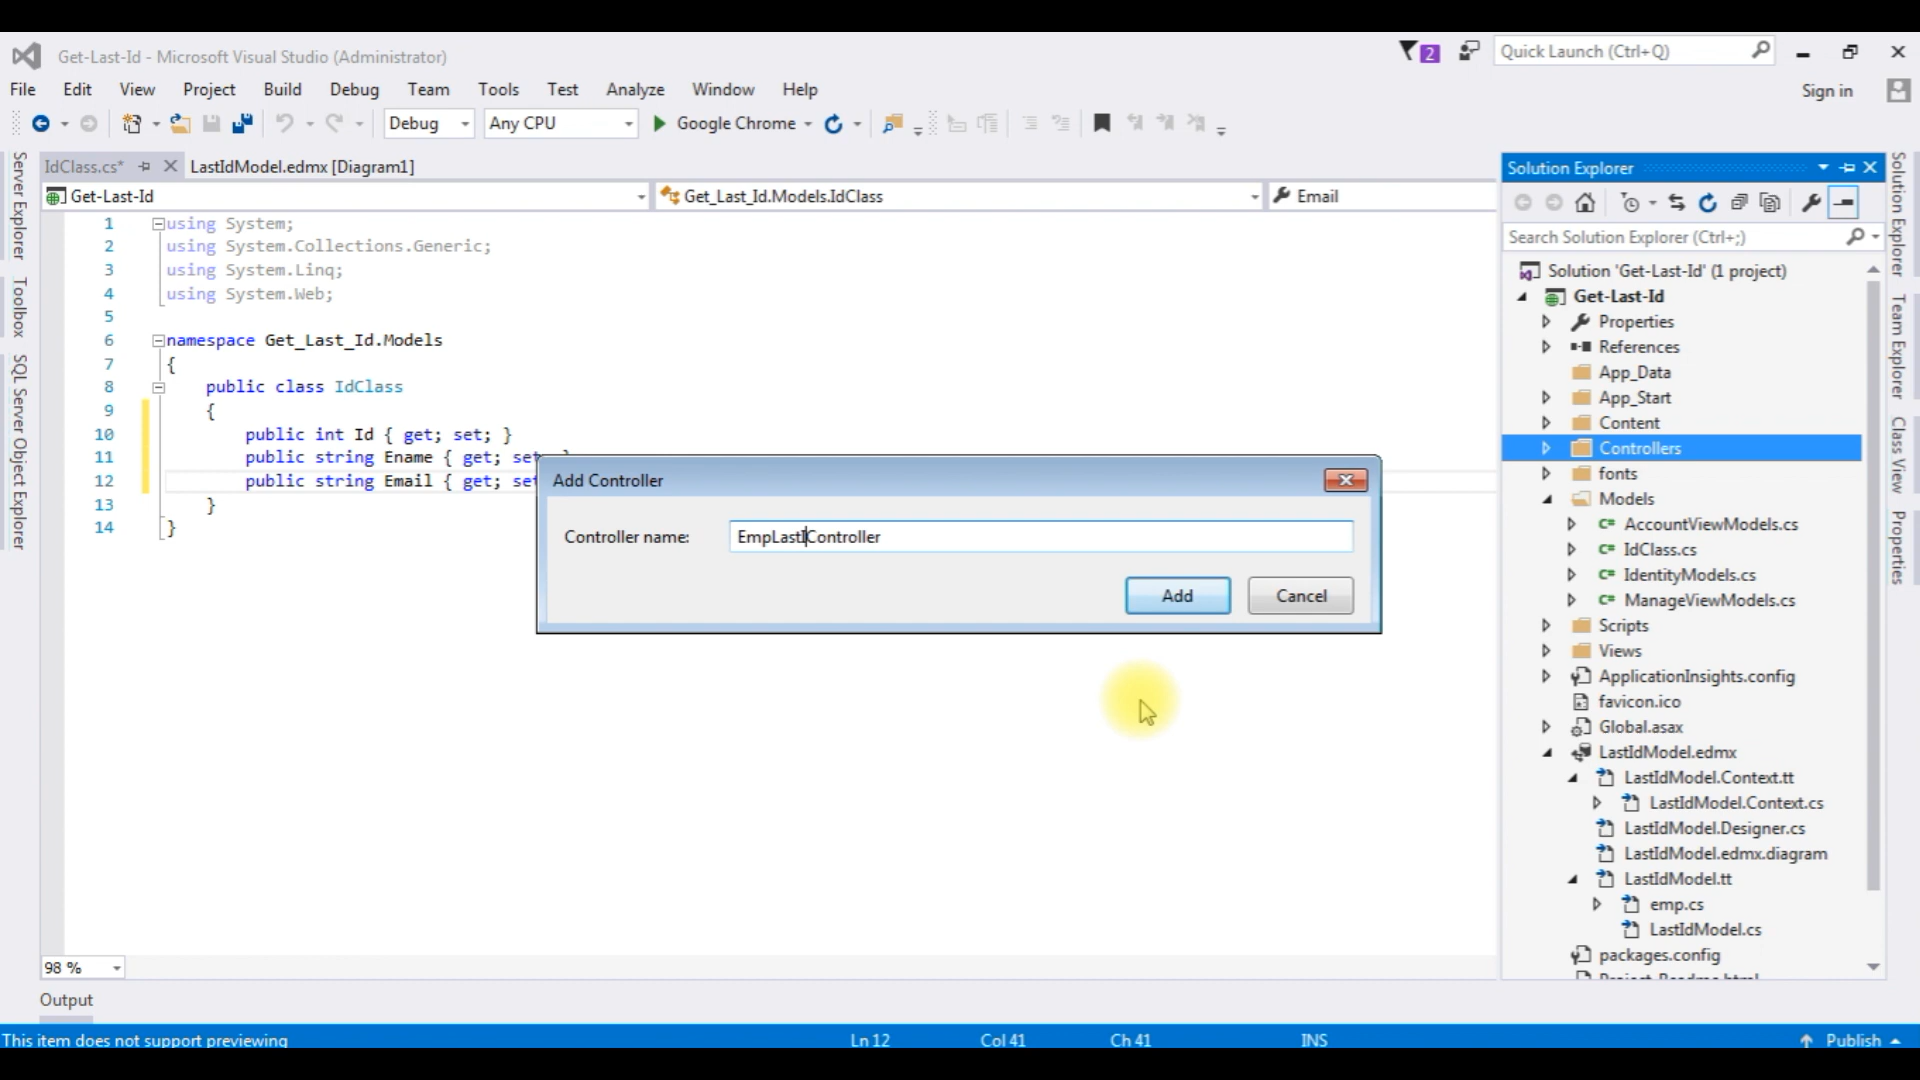 Get-Last-Id - Microsoft Visual Studio (Administrator)
2
Quick Launch (Ctrl+Q)
File Edit View Project Build Debug Team Tools Test Analyze Window Help
Sign in
Debug Any CPU Google Chrome
IdClass.cs* LastIdModel.edmx [Diagram1]
Get-Last-Id Get_Last_Id.Models.IdClass Email
1 using System;
2 using System.Collections.Generic;
3 using System.Linq;
4 using System.Web;
5
6 namespace Get_Last_Id.Models
7 {
8 public class IdClass
9 {
10 public int Id { get; set; }
11 public string Ename { get; set; }
12 public string Email { get; set
13 }
14 }
Add Controller
Controller name: EmpLastIController
Add Cancel
98 %
Output
This item does not support previewing Ln 12 Col 41 Ch 41 INS Publish
Server Explorer
Toolbox
SQL Server Object Explorer
Solution Explorer
Search Solution Explorer (Ctrl+;)
Solution 'Get-Last-Id' (1 project)
Get-Last-Id
Properties
References
App_Data
App_Start
Content
Controllers
fonts
Models
C# AccountViewModels.cs
C# IdClass.cs
C# IdentityModels.cs
C# ManageViewModels.cs
Scripts
Views
ApplicationInsights.config
favicon.ico
Global.asax
LastIdModel.edmx
LastIdModel.Context.tt
LastIdModel.Context.cs
LastIdModel.Designer.cs
LastIdModel.edmx.diagram
LastIdModel.tt
emp.cs
LastIdModel.cs
packages.config
Solution Explorer
Team Explorer
Class View
Properties